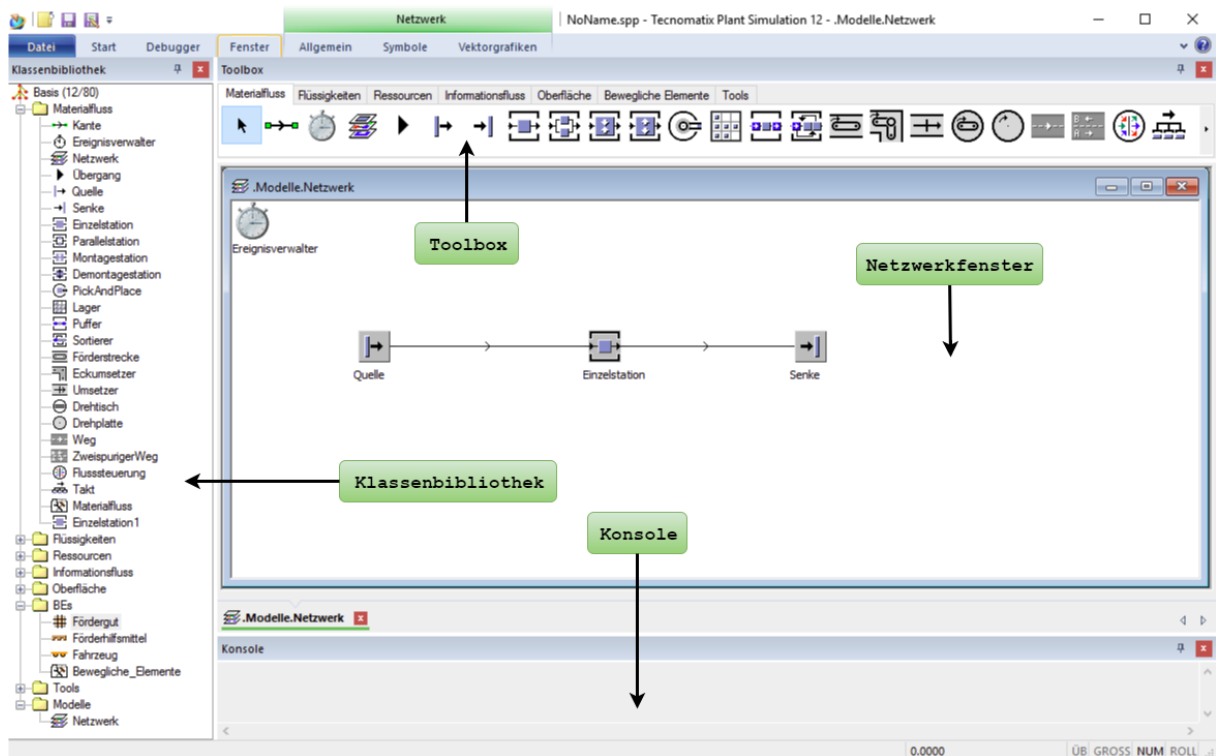 Netzwerk
NoName.spp - Tecnomatix Plant Simulation 12 - .Modelle.Netzwerk
Datei Start Debugger Fenster Allgemein Symbole Vektorgrafiken
Klassenbibliothek
Basis (12/80)
Materialfluss
Kante
Ereignisverwalter
Netzwerk
Übergang
Quelle
Senke
Einzelstation
Parallelstation
Montagestation
Demontagestation
PickAndPlace
Lager
Puffer
Sortierer
Förderstrecke
Eckumsetzer
Umsetzer
Drehtisch
Drehplatte
Weg
ZweispurigerWeg
Flusssteuerung
Takt
Materialfluss
Einzelstation1
Flüssigkeiten
Ressourcen
Informationsfluss
Oberfläche
BEs
Fördergut
Förderhilfsmittel
Fahrzeug
Bewegliche_Elemente
Tools
Modelle
Netzwerk
Toolbox
Materialfluss Flüssigkeiten Ressourcen Informationsfluss Oberfläche Bewegliche Elemente Tools
.Modelle.Netzwerk
Ereignisverwalter
Toolbox
Netzwerkfenster
Quelle Einzelstation Senke
Klassenbibliothek
Konsole
.Modelle.Netzwerk
Konsole
0.0000 ÜB GROSS NUM ROLL